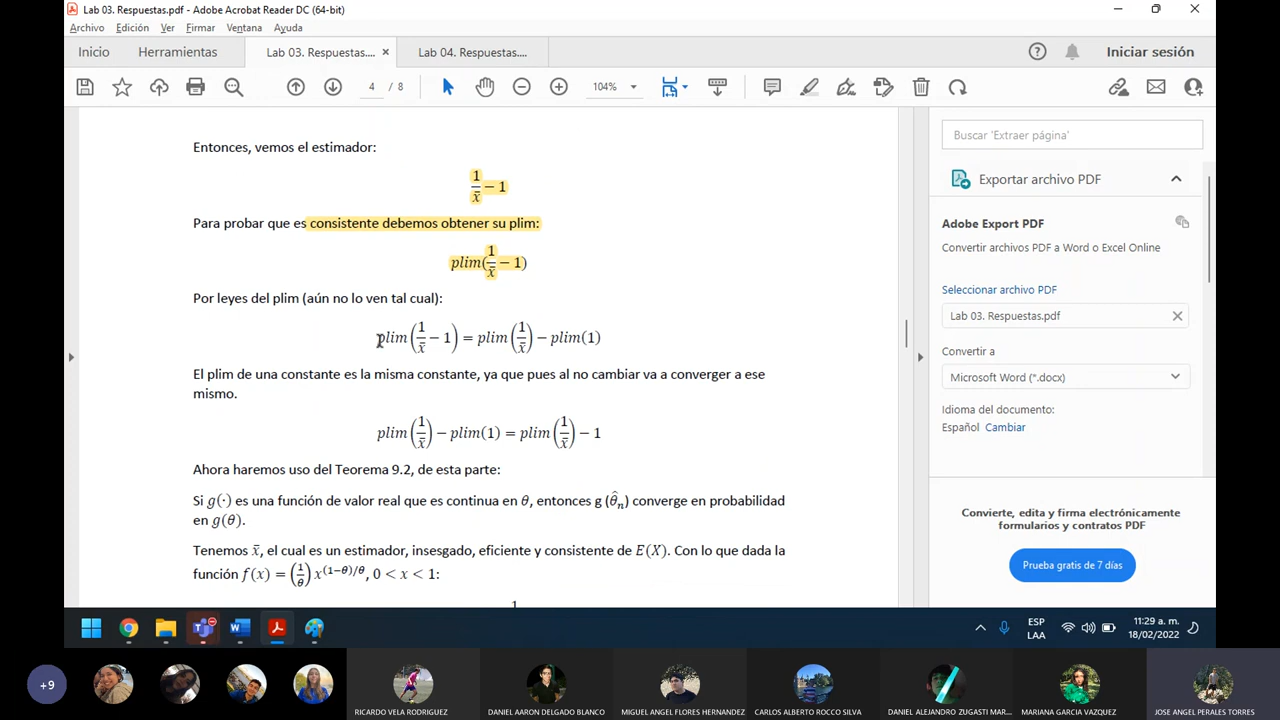 Lab 03. Respuestas.pdf - Adobe Acrobat Reader DC (64-bit)
Archivo Edición Ver Firmar Ventana Ayuda
Inicio Herramientas Lab 03. Respuestas.... × Lab 04. Respuestas.... Iniciar sesión
4 / 8 104%
Entonces, vemos el estimador:
1/x̄ − 1
Para probar que es consistente debemos obtener su plim:
plim(1/x̄ − 1)
Por leyes del plim (aún no lo ven tal cual):
plim(1/x̄ − 1) = plim(1/x̄) − plim(1)
El plim de una constante es la misma constante, ya que pues al no cambiar va a converger a ese
mismo.
plim(1/x̄) − plim(1) = plim(1/x̄) − 1
Ahora haremos uso del Teorema 9.2, de esta parte:
Si g(·) es una función de valor real que es continua en θ, entonces g (θ̂ₙ) converge en probabilidad
en g(θ).
Tenemos x̄, el cual es un estimador, insesgado, eficiente y consistente de E(X). Con lo que dada la
función f(x) = (1/θ) x^(1−θ)/θ, 0 < x < 1:
1
Buscar 'Extraer página'
Exportar archivo PDF
Adobe Export PDF
Convertir archivos PDF a Word o Excel Online
Seleccionar archivo PDF
Lab 03. Respuestas.pdf
Convertir a
Microsoft Word (*.docx)
Idioma del documento:
Español Cambiar
Convierte, edita y firma electrónicamente
formularios y contratos PDF
Prueba gratis de 7 días
ESP
LAA
11:29 a. m.
18/02/2022
+9
RICARDO VELA RODRIGUEZ
DANIEL AARON DELGADO BLANCO
MIGUEL ANGEL FLORES HERNANDEZ
CARLOS ALBERTO ROCCO SILVA
DANIEL ALEJANDRO ZUGASTI MAR...
MARIANA GARCIA VAZQUEZ
JOSE ANGEL PERALES TORRES